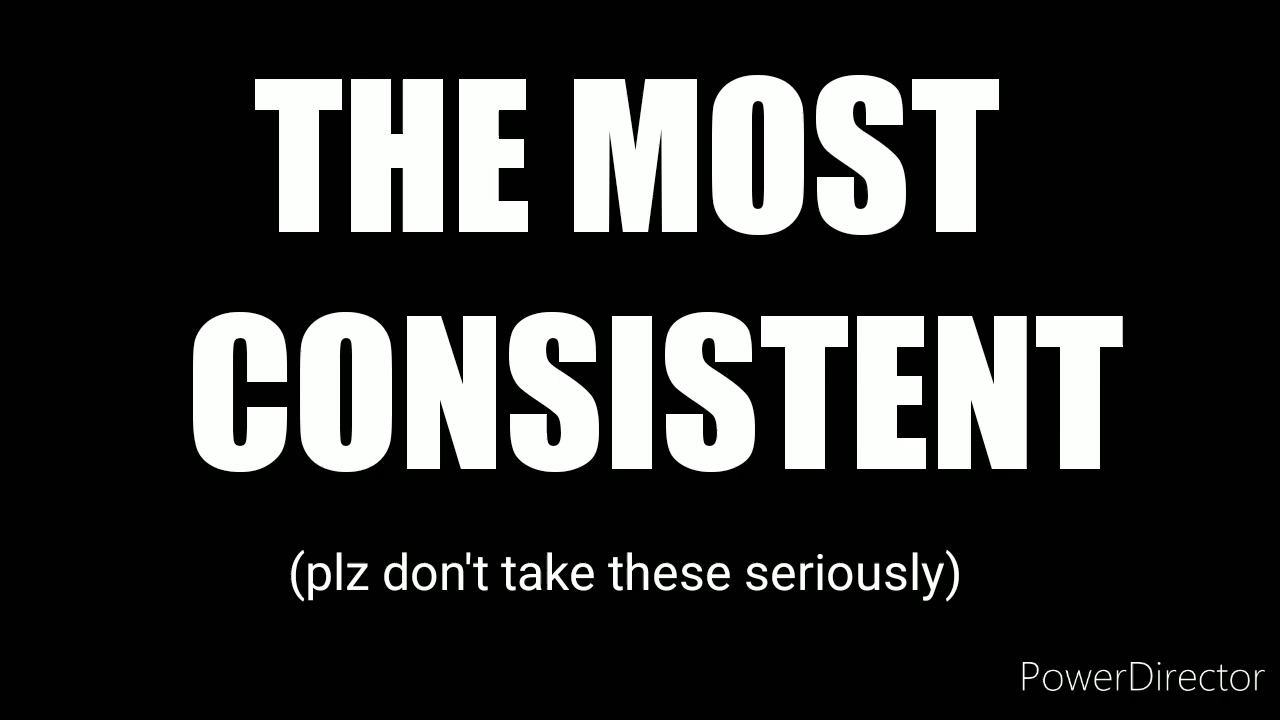 THE MOST
CONSISTENT
(plz don't take these seriously)
PowerDirector